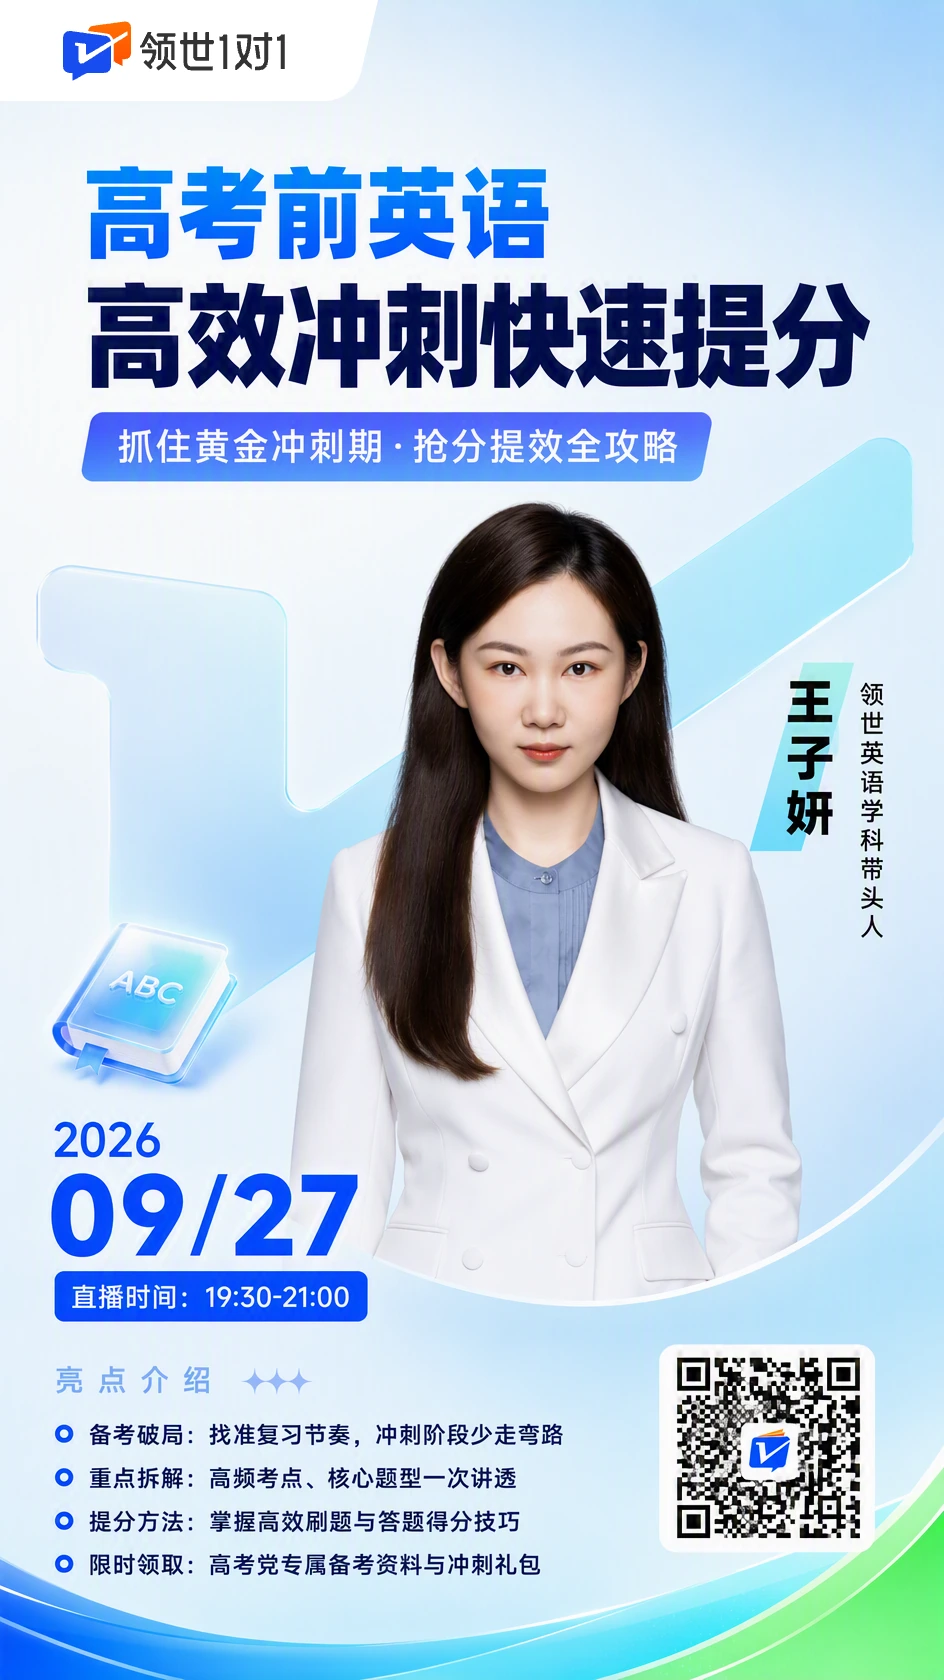 领世1对1
高考前英语
高效冲刺快速提分
抓住黄金冲刺期·抢分提效全攻略
王子妍
领世英语学科带头人
ABC
2026
09/27
直播时间：19:30-21:00
亮点介绍
备考破局：找准复习节奏，冲刺阶段少走弯路
重点拆解：高频考点、核心题型一次讲透
提分方法：掌握高效刷题与答题得分技巧
限时领取：高考党专属备考资料与冲刺礼包